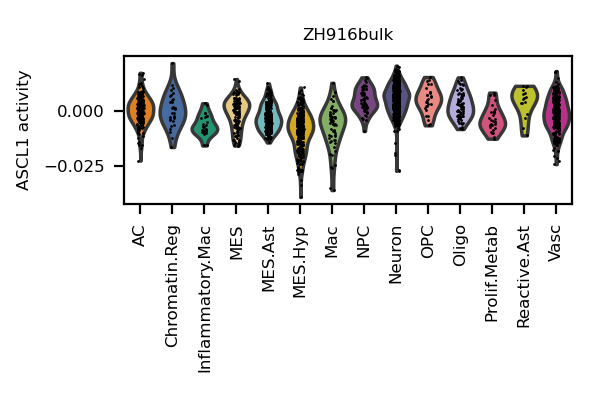 ZH916bulk
ASCL1 activity
0.000
−0.025
AC
Chromatin.Reg
Inflammatory.Mac
MES
MES.Ast
MES.Hyp
Mac
NPC
Neuron
OPC
Oligo
Prolif.Metab
Reactive.Ast
Vasc